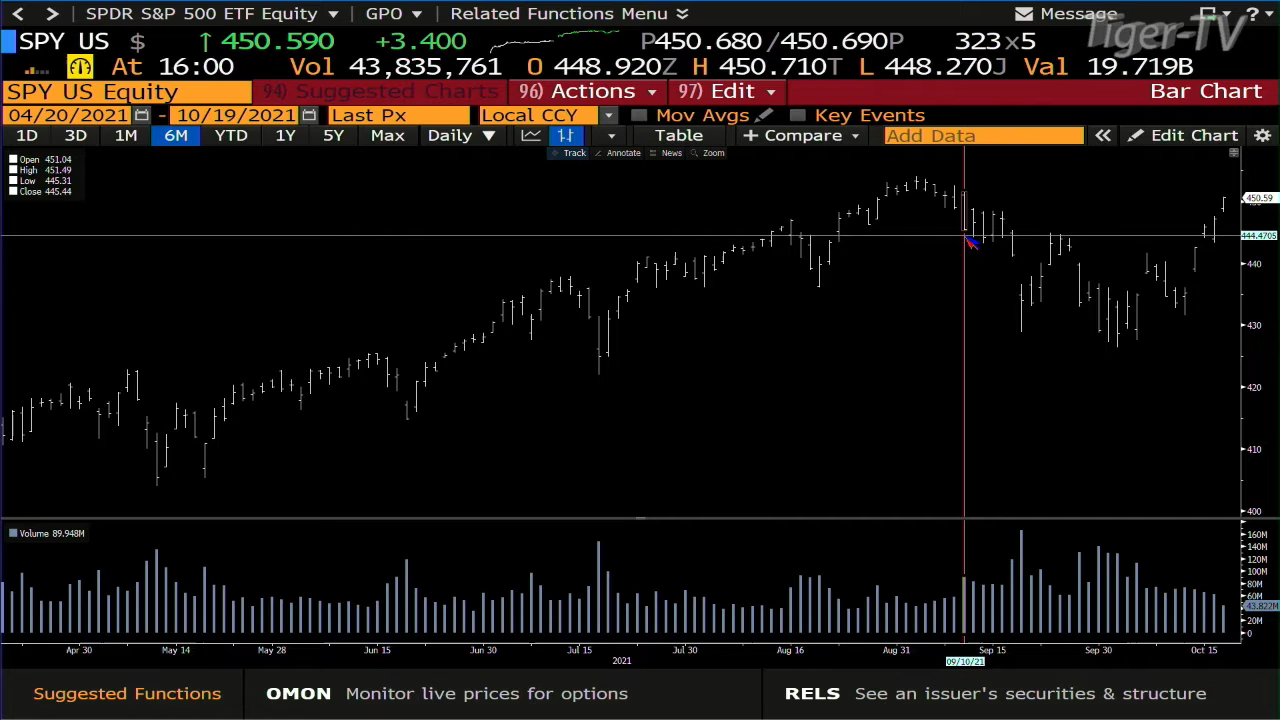 SPDR S&P 500 ETF Equity GPO Related Functions Menu Message ?
Tiger-TV
SPY US $ ↑ 450.590 +3.400 P450.680/450.690P 323x5
At 16:00 Vol 43,835,761 O 448.920Z H 450.710T L 448.270J Val 19.719B
SPY US Equity 94) Suggested Charts 96) Actions 97) Edit Bar Chart
04/20/2021 - 10/19/2021 Last Px Local CCY Mov Avgs Key Events
1D 3D 1M 6M YTD 1Y 5Y Max Daily ▼ Table + Compare Add Data « Edit Chart
Track Annotate News Zoom
Open 451.04
High 451.49
Low 445.31
Close 445.44
450.59
444.4705
440
430
420
410
400
Volume 89.948M
160M
140M
120M
100M
80M
60M
43.822M
20M
0
Apr 30 May 14 May 28 Jun 15 Jun 30 Jul 15 Jul 30 Aug 16 Aug 31 Sep 15 Sep 30 Oct 15
2021 09/10/21
Suggested Functions OMON Monitor live prices for options RELS See an issuer's securities & structure